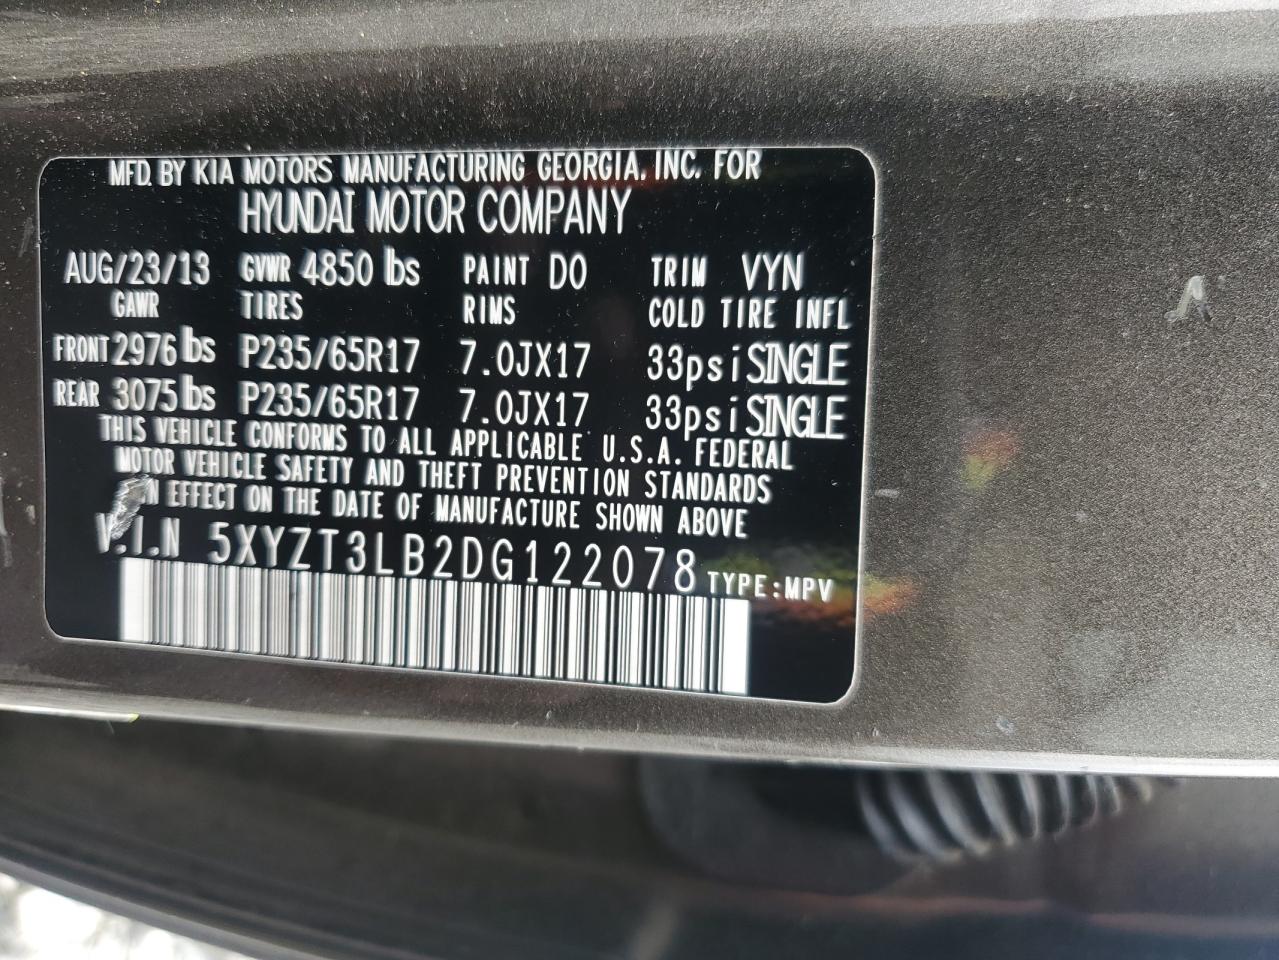 MFD. BY KIA MOTORS MANUFACTURING GEORGIA, INC. FOR
HYUNDAI MOTOR COMPANY
AUG/23/13 GVWR 4850 lbs PAINT D0 TRIM VYN
GAWR TIRES RIMS COLD TIRE INFL
FRONT 2976 lbs P235/65R17 7.0JX17 33psi SINGLE
REAR 3075 lbs P235/65R17 7.0JX17 33psi SINGLE
THIS VEHICLE CONFORMS TO ALL APPLICABLE U.S.A. FEDERAL
MOTOR VEHICLE SAFETY AND THEFT PREVENTION STANDARDS
IN EFFECT ON THE DATE OF MANUFACTURE SHOWN ABOVE
V.I.N 5XYZT3LB2DG122078 TYPE:MPV